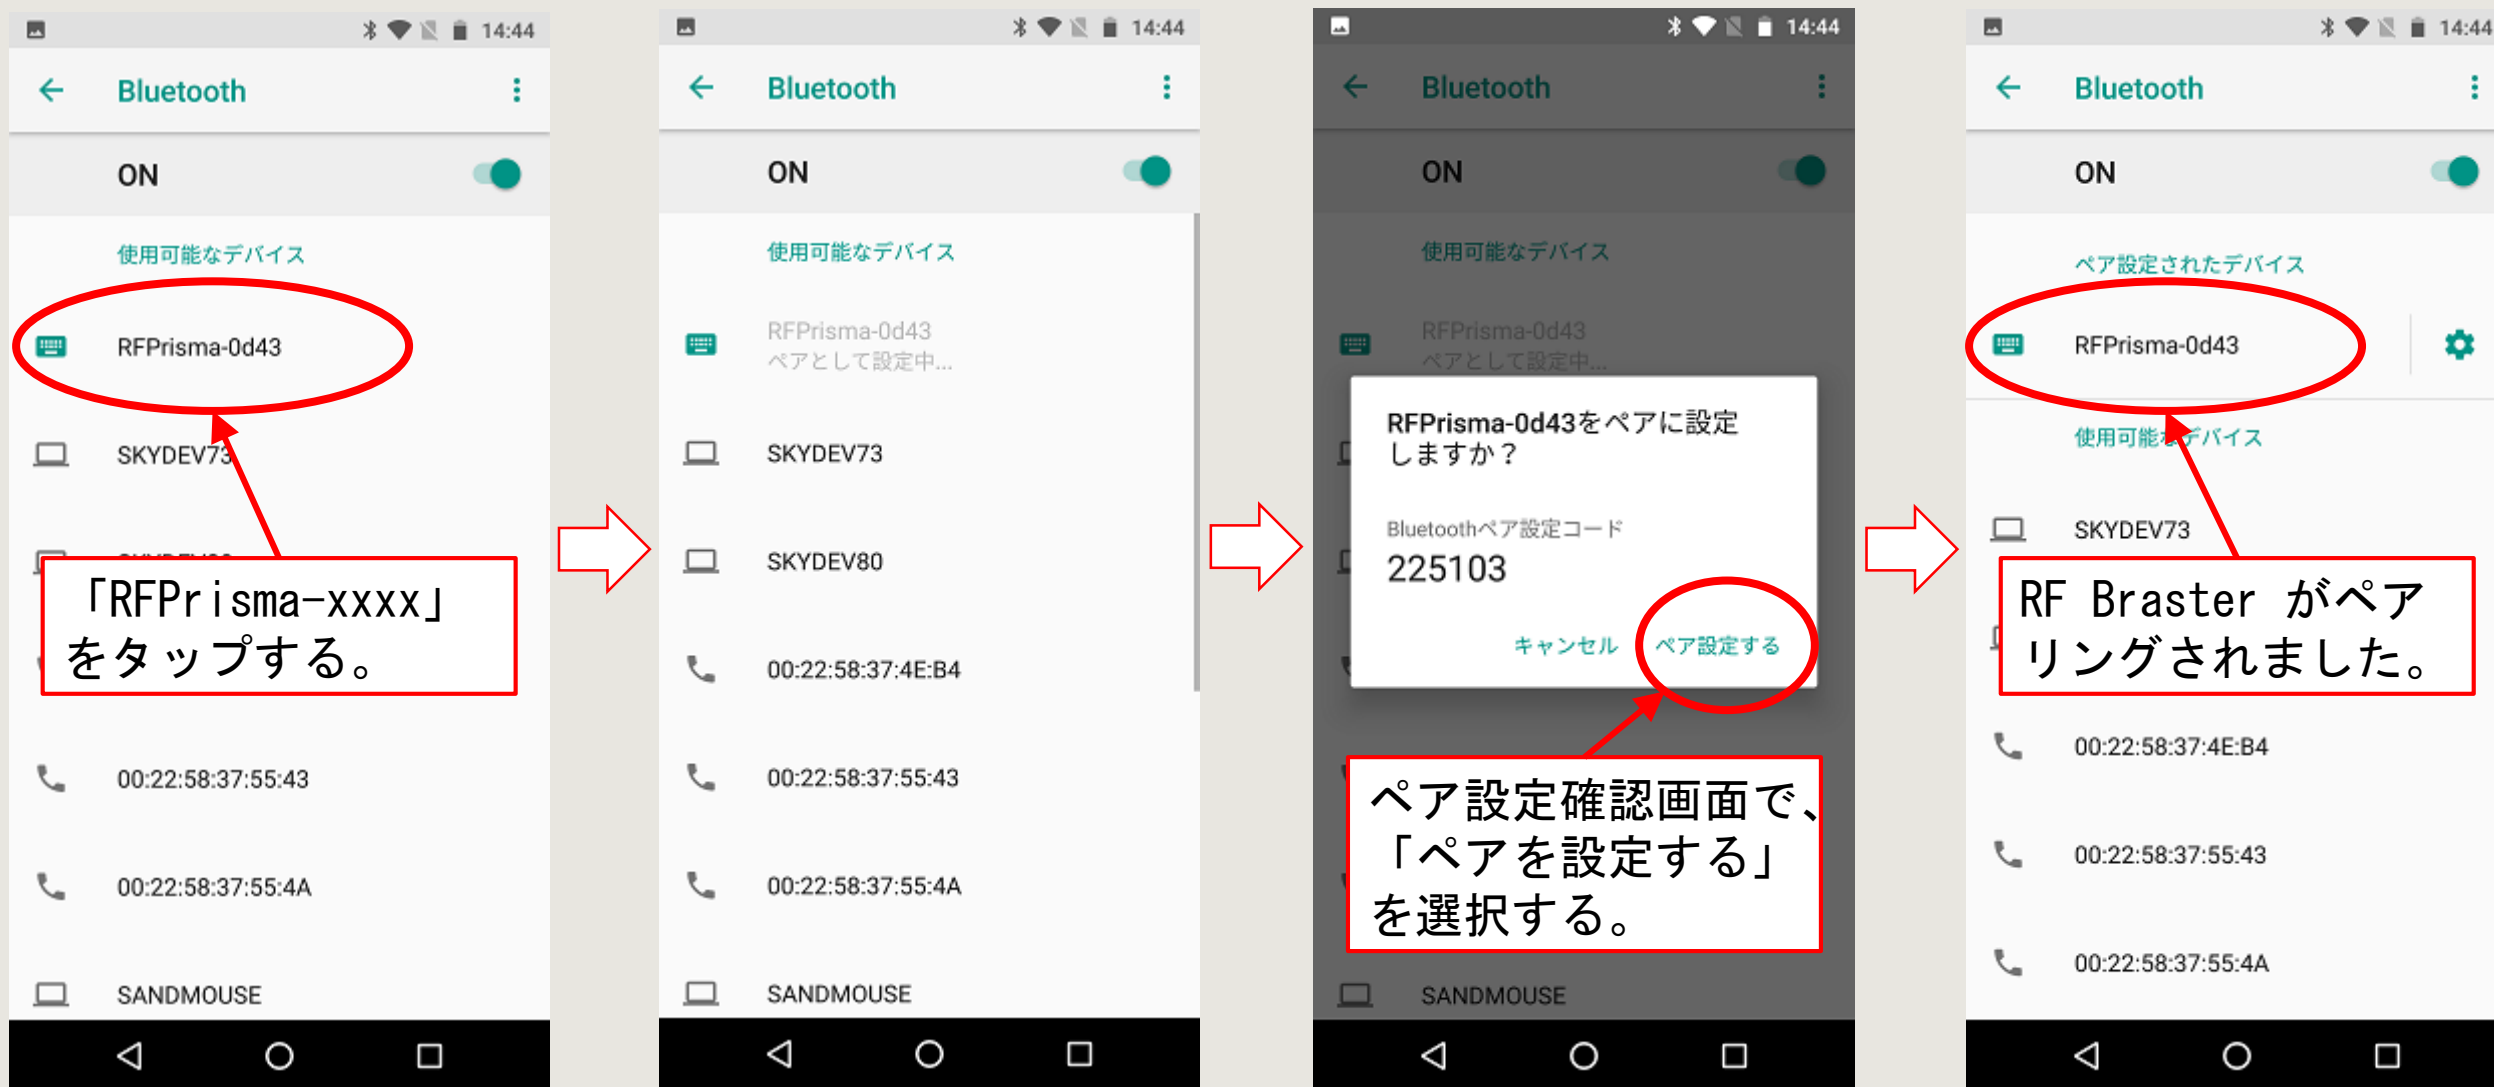 14:44
Bluetooth
ON
使用可能なデバイス
RFPrisma-0d43
SKYDEV73
「RFPrisma-xxxx」
をタップする。
00:22:58:37:55:43
00:22:58:37:55:4A
SANDMOUSE
14:44
Bluetooth
ON
使用可能なデバイス
RFPrisma-0d43
ペアとして設定中...
SKYDEV73
SKYDEV80
00:22:58:37:4E:B4
00:22:58:37:55:43
00:22:58:37:55:4A
SANDMOUSE
14:44
Bluetooth
ON
使用可能なデバイス
RFPrisma-0d43
ペアとして設定中...
RFPrisma-0d43をペアに設定
しますか？
Bluetoothペア設定コード
225103
キャンセル ペア設定する
ペア設定確認画面で、
「ペアを設定する」
を選択する。
SANDMOUSE
14:44
Bluetooth
ON
ペア設定されたデバイス
RFPrisma-0d43
使用可能なデバイス
SKYDEV73
RF Braster がペア
リングされました。
00:22:58:37:4E:B4
00:22:58:37:55:43
00:22:58:37:55:4A